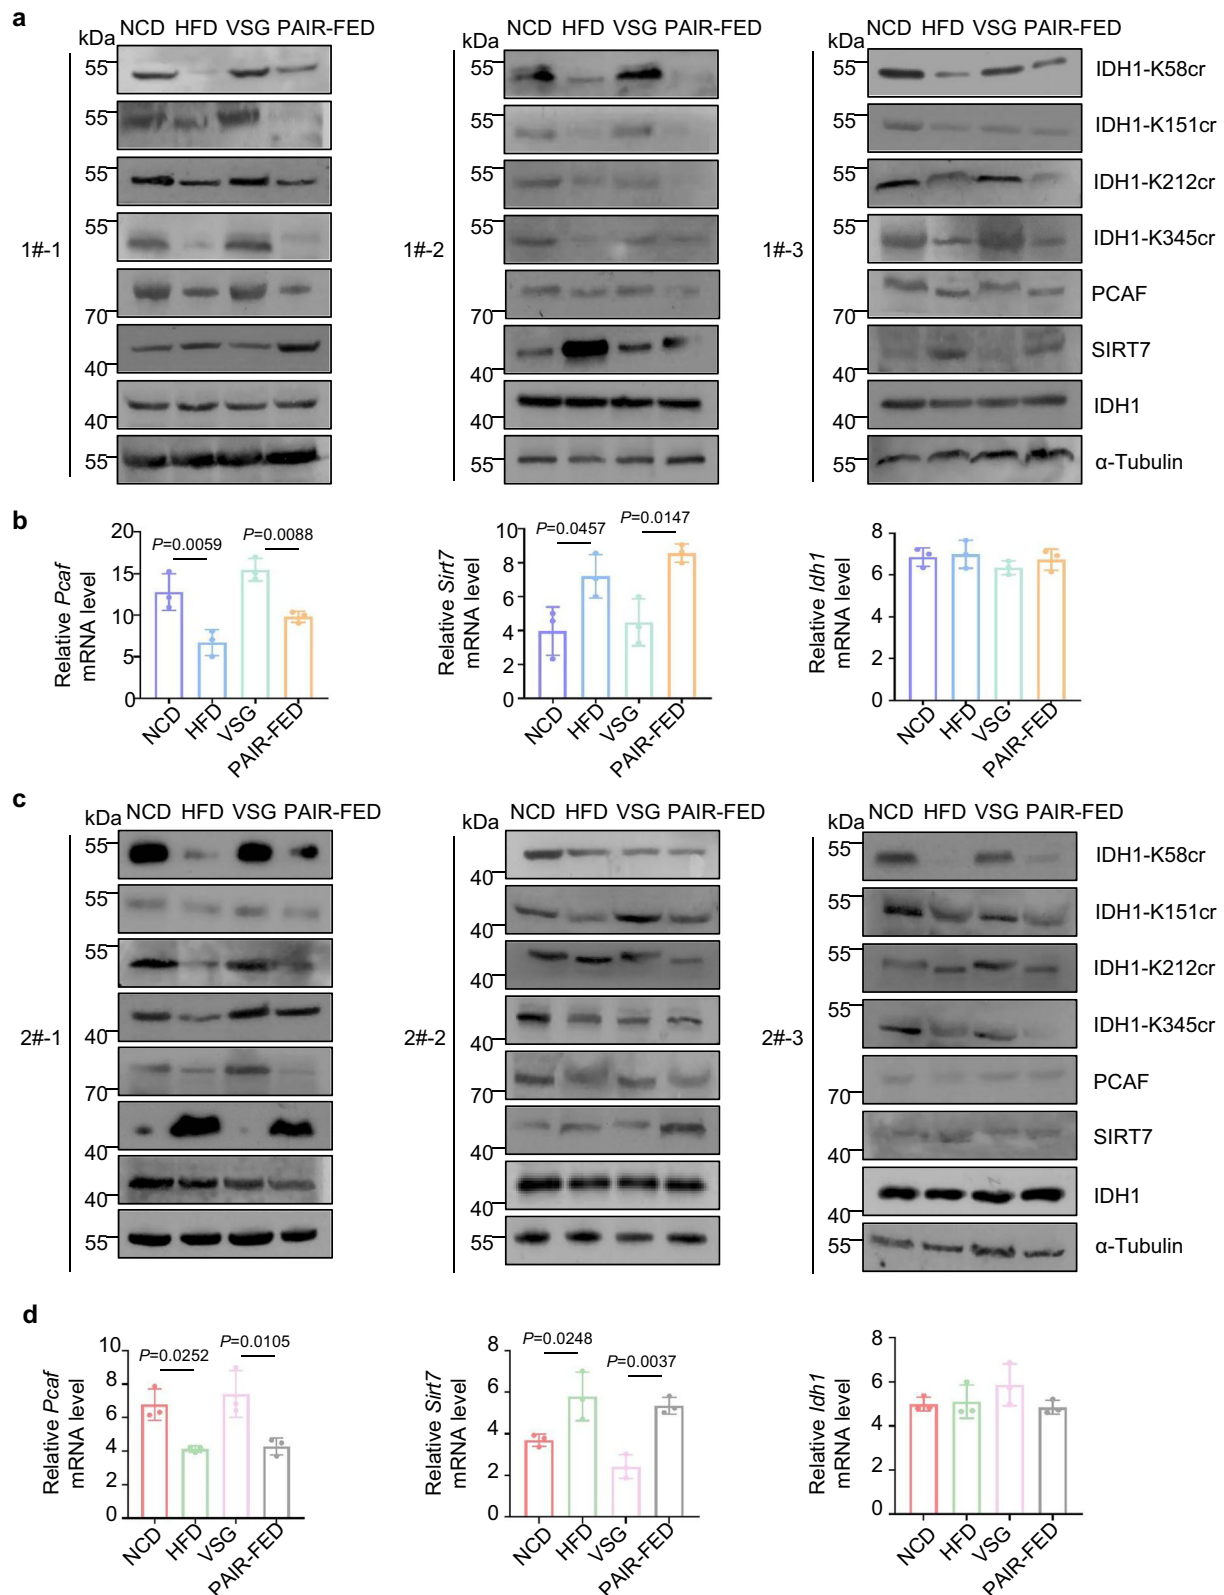 a
NCD HFD VSG PAIR-FED
NCD HFD VSG PAIR-FED
NCD HFD VSG PAIR-FED
kDa
kDa
kDa
55
55
55
IDH1-K58cr
55
55
55
IDH1-K151cr
55
55
55
IDH1-K212cr
55
55
55
IDH1-K345cr
1#-1
1#-2
1#-3
PCAF
70
70
70
SIRT7
40
40
40
IDH1
40
40
40
55
55
55
α-Tubulin
b
Relative Pcaf
mRNA level
20
15
10
5
0
P=0.0059
P=0.0088
NCD
HFD
VSG
PAIR-FED
Relative Sirt7
mRNA level
10
8
6
4
2
0
P=0.0457
P=0.0147
NCD
HFD
VSG
PAIR-FED
Relative Idh1
mRNA level
8
6
4
2
0
NCD
HFD
VSG
PAIR-FED
c
NCD HFD VSG PAIR-FED
NCD HFD VSG PAIR-FED
NCD HFD VSG PAIR-FED
kDa
kDa
kDa
55
40
55
IDH1-K58cr
55
40
55
IDH1-K151cr
55
40
55
IDH1-K212cr
40
40
55
IDH1-K345cr
2#-1
2#-2
2#-3
PCAF
70
70
70
SIRT7
40
40
40
IDH1
40
40
40
55
55
55
α-Tubulin
d
Relative Pcaf
mRNA level
10
8
6
4
2
0
P=0.0252
P=0.0105
NCD
HFD
VSG
PAIR-FED
Relative Sirt7
mRNA level
8
6
4
2
0
P=0.0248
P=0.0037
NCD
HFD
VSG
PAIR-FED
Relative Idh1
mRNA level
8
6
4
2
0
NCD
HFD
VSG
PAIR-FED